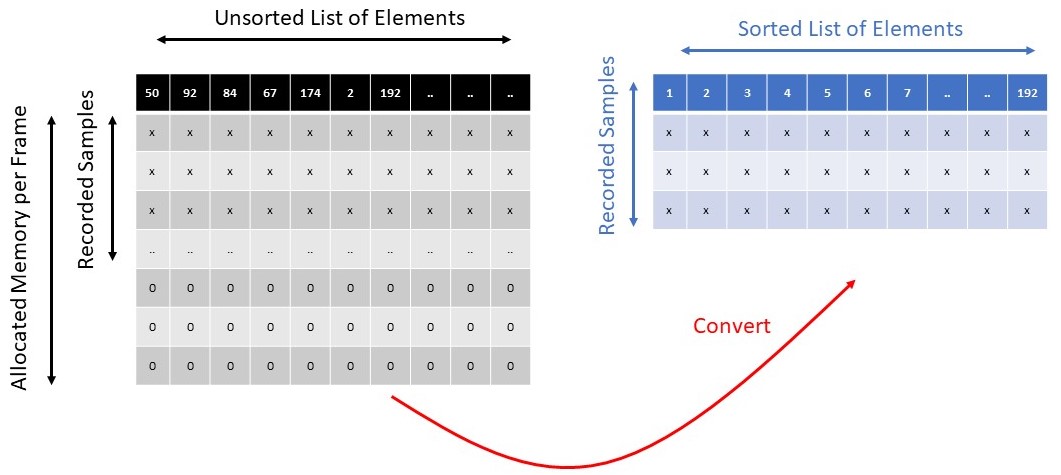 Unsorted List of Elements
Allocated Memory per Frame
Recorded Samples
50 92 84 67 174 2 192 .. .. ..
x x x x x x x x x x
x x x x x x x x x x
x x x x x x x x x x
.. .. .. .. .. .. .. .. .. ..
0 0 0 0 0 0 0 0 0 0
0 0 0 0 0 0 0 0 0 0
0 0 0 0 0 0 0 0 0 0
Sorted List of Elements
Recorded Samples
1 2 3 4 5 6 7 .. .. 192
x x x x x x x x x x
x x x x x x x x x x
x x x x x x x x x x
Convert